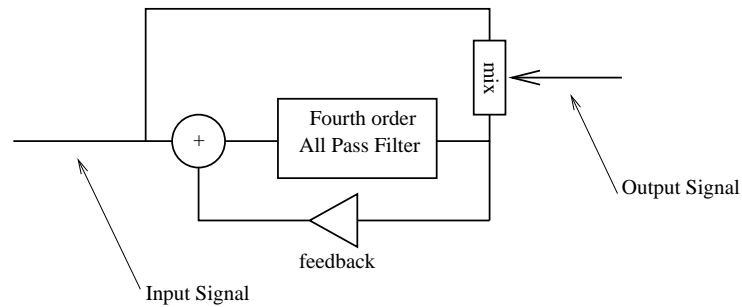 mix
Fourth order
+
All Pass Filter
Output Signal
feedback
Input Signal